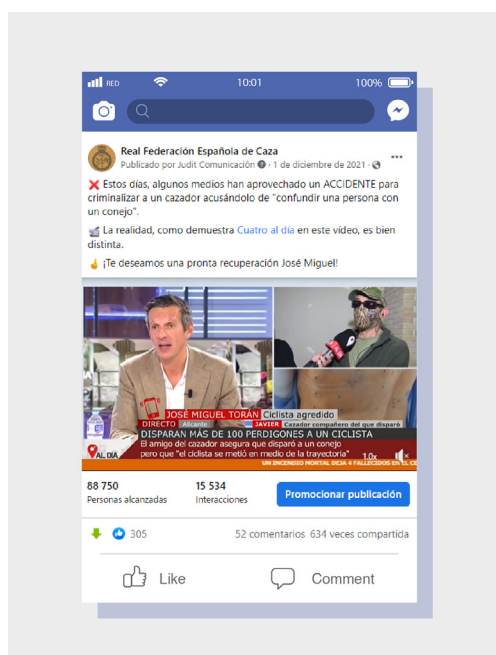 RED 10:01 100%
Real Federación Española de Caza
Publicado por Judit Comunicación · 1 de diciembre de 2021 ·
❌ Estos días, algunos medios han aprovechado un ACCIDENTE para
criminalizar a un cazador acusándolo de "confundir una persona con
un conejo".
La realidad, como demuestra Cuatro al día en este vídeo, es bien
distinta.
¡Te deseamos una pronta recuperación José Miguel!
JOSÉ MIGUEL TORÁN Ciclista agredido
DIRECTO Alicante JAVIER Cazador compañero del que disparó
DISPARAN MÁS DE 100 PERDIGONES A UN CICLISTA
El amigo del cazador asegura que disparó a un conejo
pero que "el ciclista se metió en medio de la trayectoria"
AL DÍA
1.0x
UN INCENDIO MORTAL DEJA 4 FALLECIDOS EN EL CE
88 750 15 534
Personas alcanzadas Interacciones
Promocionar publicación
305 52 comentarios 634 veces compartida
Like Comment